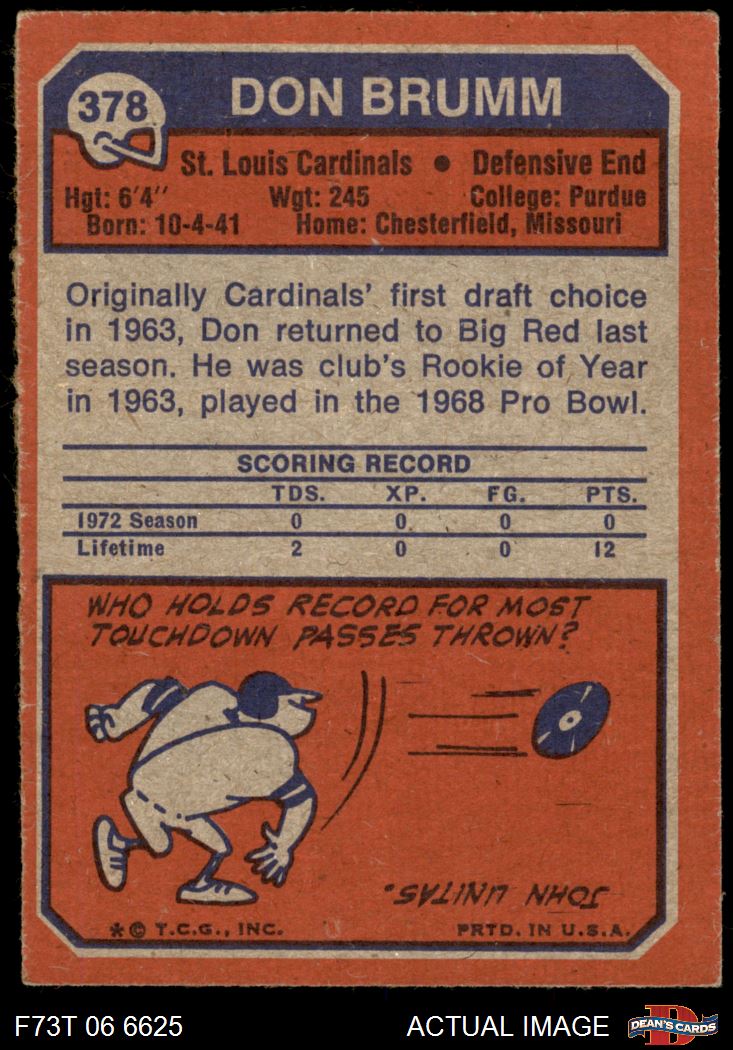 378
DON BRUMM
St. Louis Cardinals • Defensive End
Hgt: 6'4" Wgt: 245 College: Purdue
Born: 10-4-41 Home: Chesterfield, Missouri
Originally Cardinals' first draft choice
in 1963, Don returned to Big Red last
season. He was club's Rookie of Year
in 1963, played in the 1968 Pro Bowl.
SCORING RECORD
TDS. XP. FG. PTS.
1972 Season 0 0 0 0
Lifetime 2 0 0 12
WHO HOLDS RECORD FOR MOST
TOUCHDOWN PASSES THROWN?
JOHN UNITAS.
* © T.C.G., INC. PRTD. IN U.S.A.
F73T 06 6625 ACTUAL IMAGE D DEAN'S CARDS